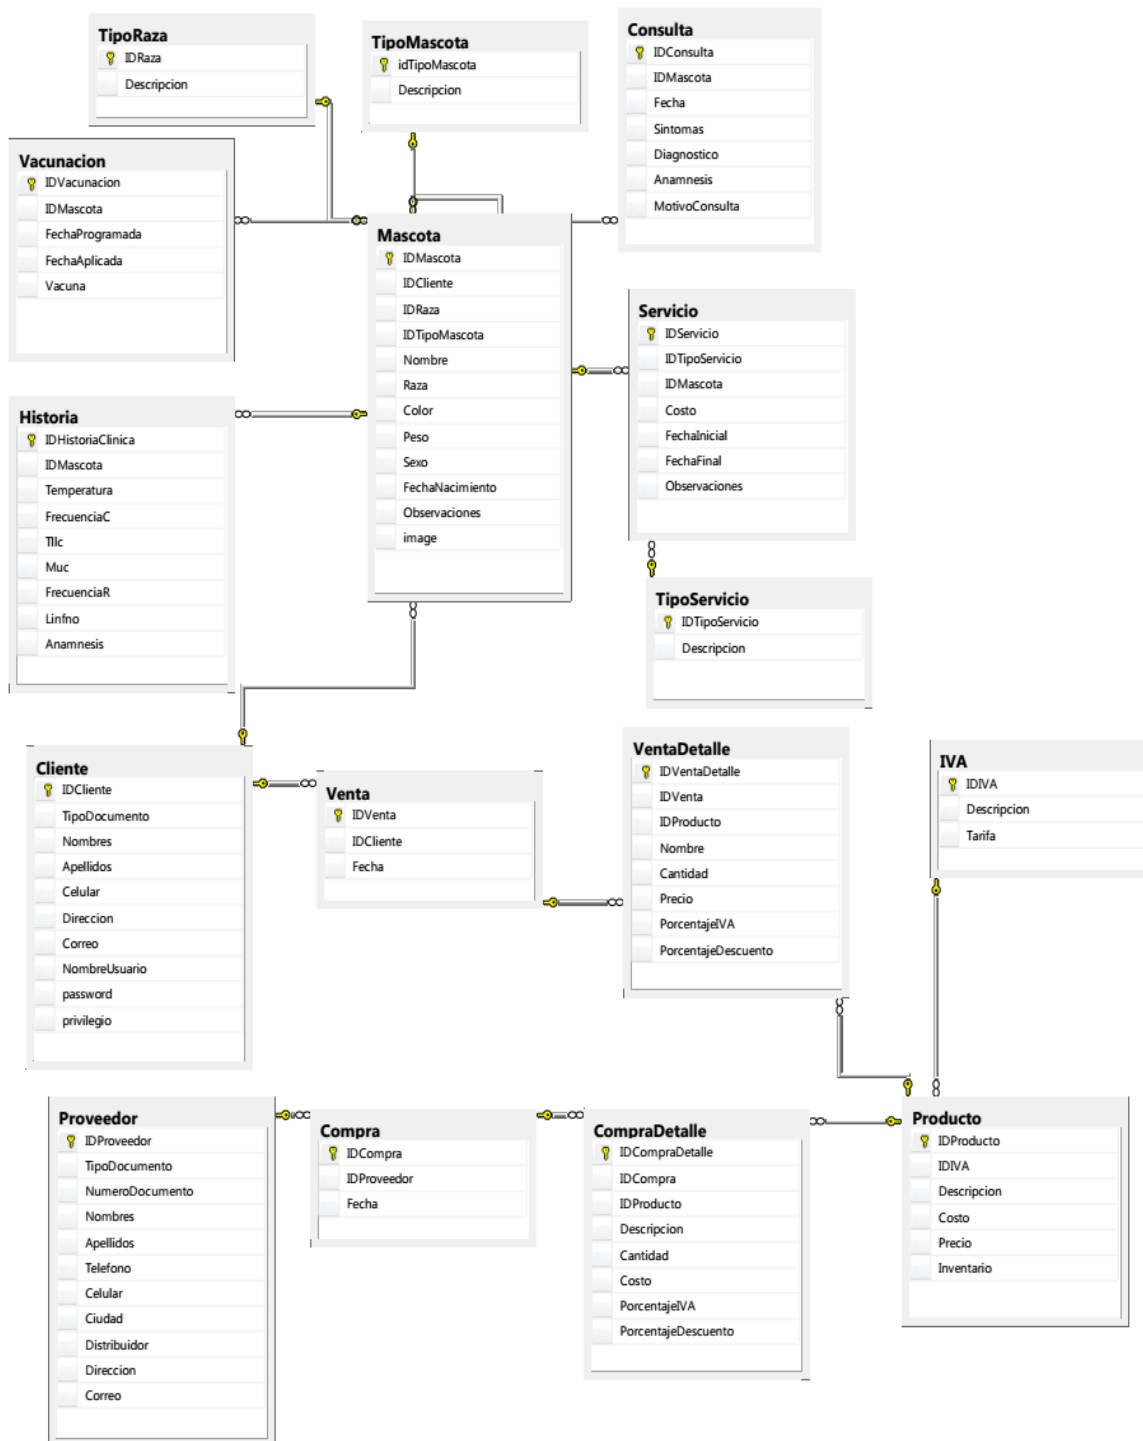 TipoRaza
IDRaza
Descripcion
TipoMascota
idTipoMascota
Descripcion
Consulta
IDConsulta
IDMascota
Fecha
Sintomas
Diagnostico
Anamnesis
MotivoConsulta
Vacunacion
IDVacunacion
IDMascota
FechaProgramada
FechaAplicada
Vacuna
Mascota
IDMascota
IDCliente
IDRaza
IDTipoMascota
Nombre
Raza
Color
Peso
Sexo
FechaNacimiento
Observaciones
image
Servicio
IDServicio
IDTipoServicio
IDMascota
Costo
FechaInicial
FechaFinal
Observaciones
Historia
IDHistoriaClinica
IDMascota
Temperatura
FrecuenciaC
Tllc
Muc
FrecuenciaR
Linfno
Anamnesis
TipoServicio
IDTipoServicio
Descripcion
Cliente
IDCliente
TipoDocumento
Nombres
Apellidos
Celular
Direccion
Correo
NombreUsuario
password
privilegio
Venta
IDVenta
IDCliente
Fecha
VentaDetalle
IDVentaDetalle
IDVenta
IDProducto
Nombre
Cantidad
Precio
PorcentajeIVA
PorcentajeDescuento
IVA
IDIVA
Descripcion
Tarifa
Proveedor
IDProveedor
TipoDocumento
NumeroDocumento
Nombres
Apellidos
Telefono
Celular
Ciudad
Distribuidor
Direccion
Correo
Compra
IDCompra
IDProveedor
Fecha
CompraDetalle
IDCompraDetalle
IDCompra
IDProducto
Descripcion
Cantidad
Costo
PorcentajeIVA
PorcentajeDescuento
Producto
IDProducto
IDIVA
Descripcion
Costo
Precio
Inventario